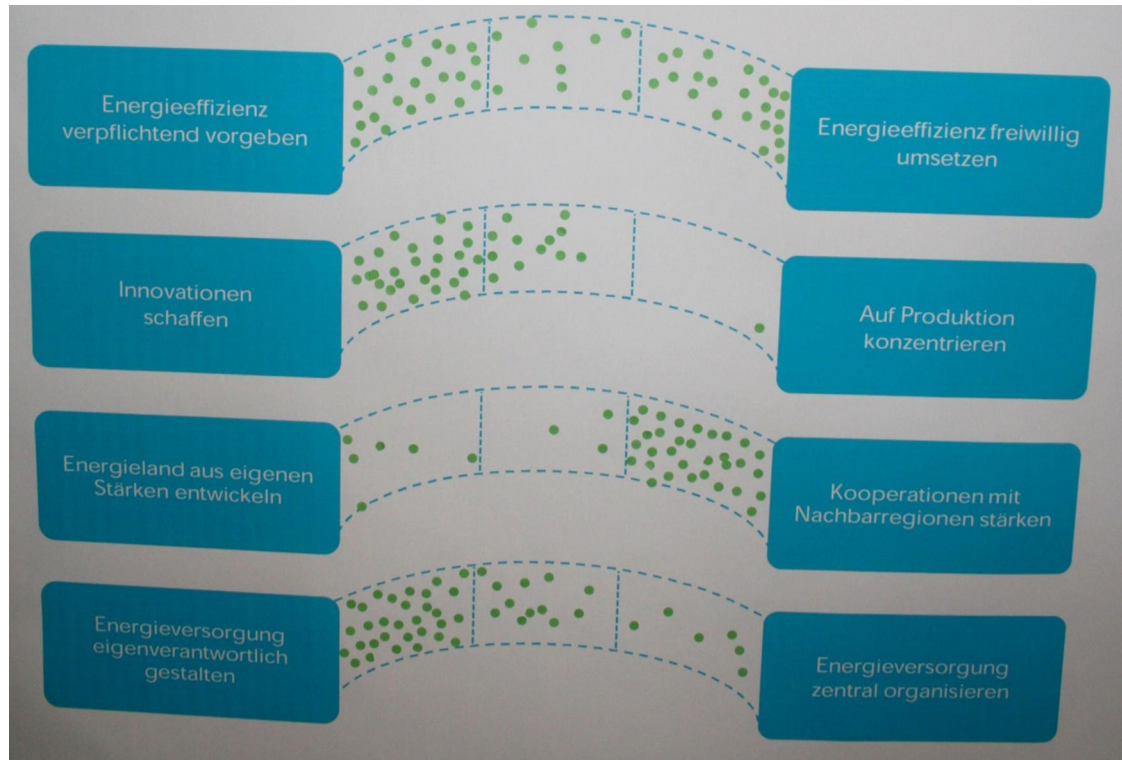 Energieeffizienz
verpflichtend vorgeben
Energieeffizienz freiwillig
umsetzen
Innovationen
schaffen
Auf Produktion
konzentrieren
Energieland aus eigenen
Stärken entwickeln
Kooperationen mit
Nachbarregionen stärken
Energieversorgung
eigenverantwortlich
gestalten
Energieversorgung
zentral organisieren